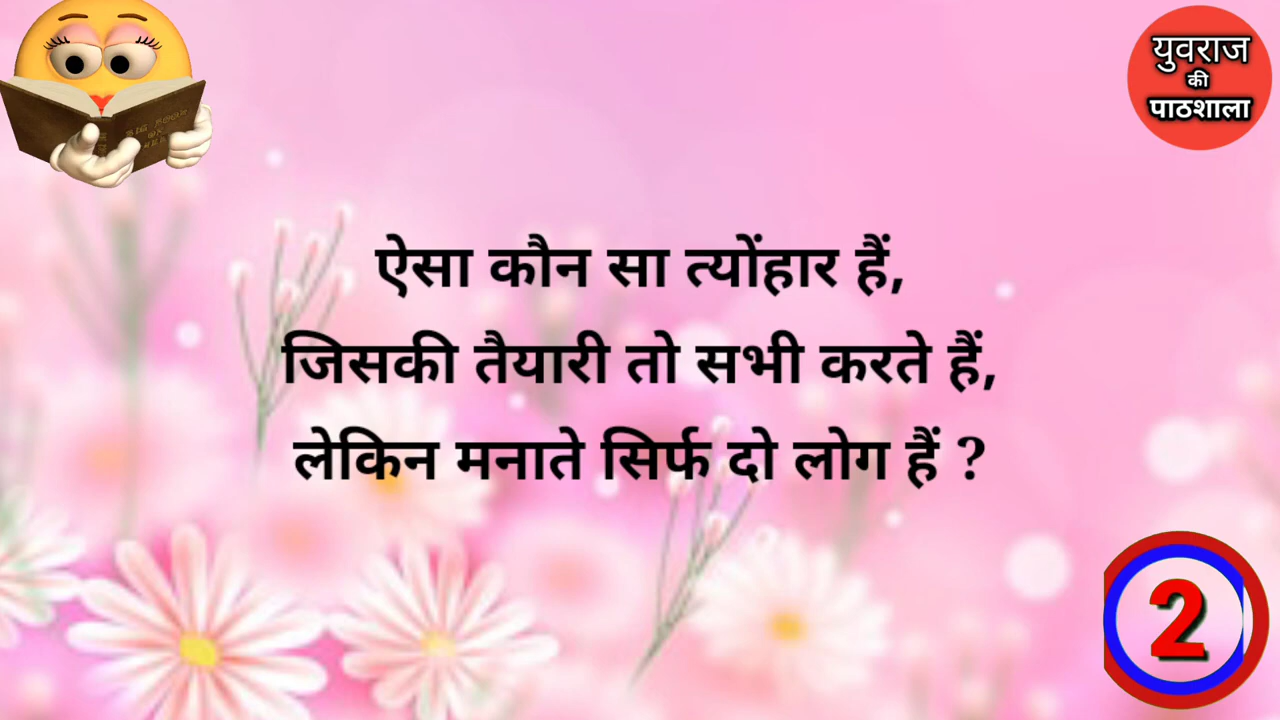 युवराज
की
पाठशाला
ऐसा कौन सा त्योंहार हैं,
जिसकी तैयारी तो सभी करते हैं,
लेकिन मनाते सिर्फ दो लोग हैं ?
2